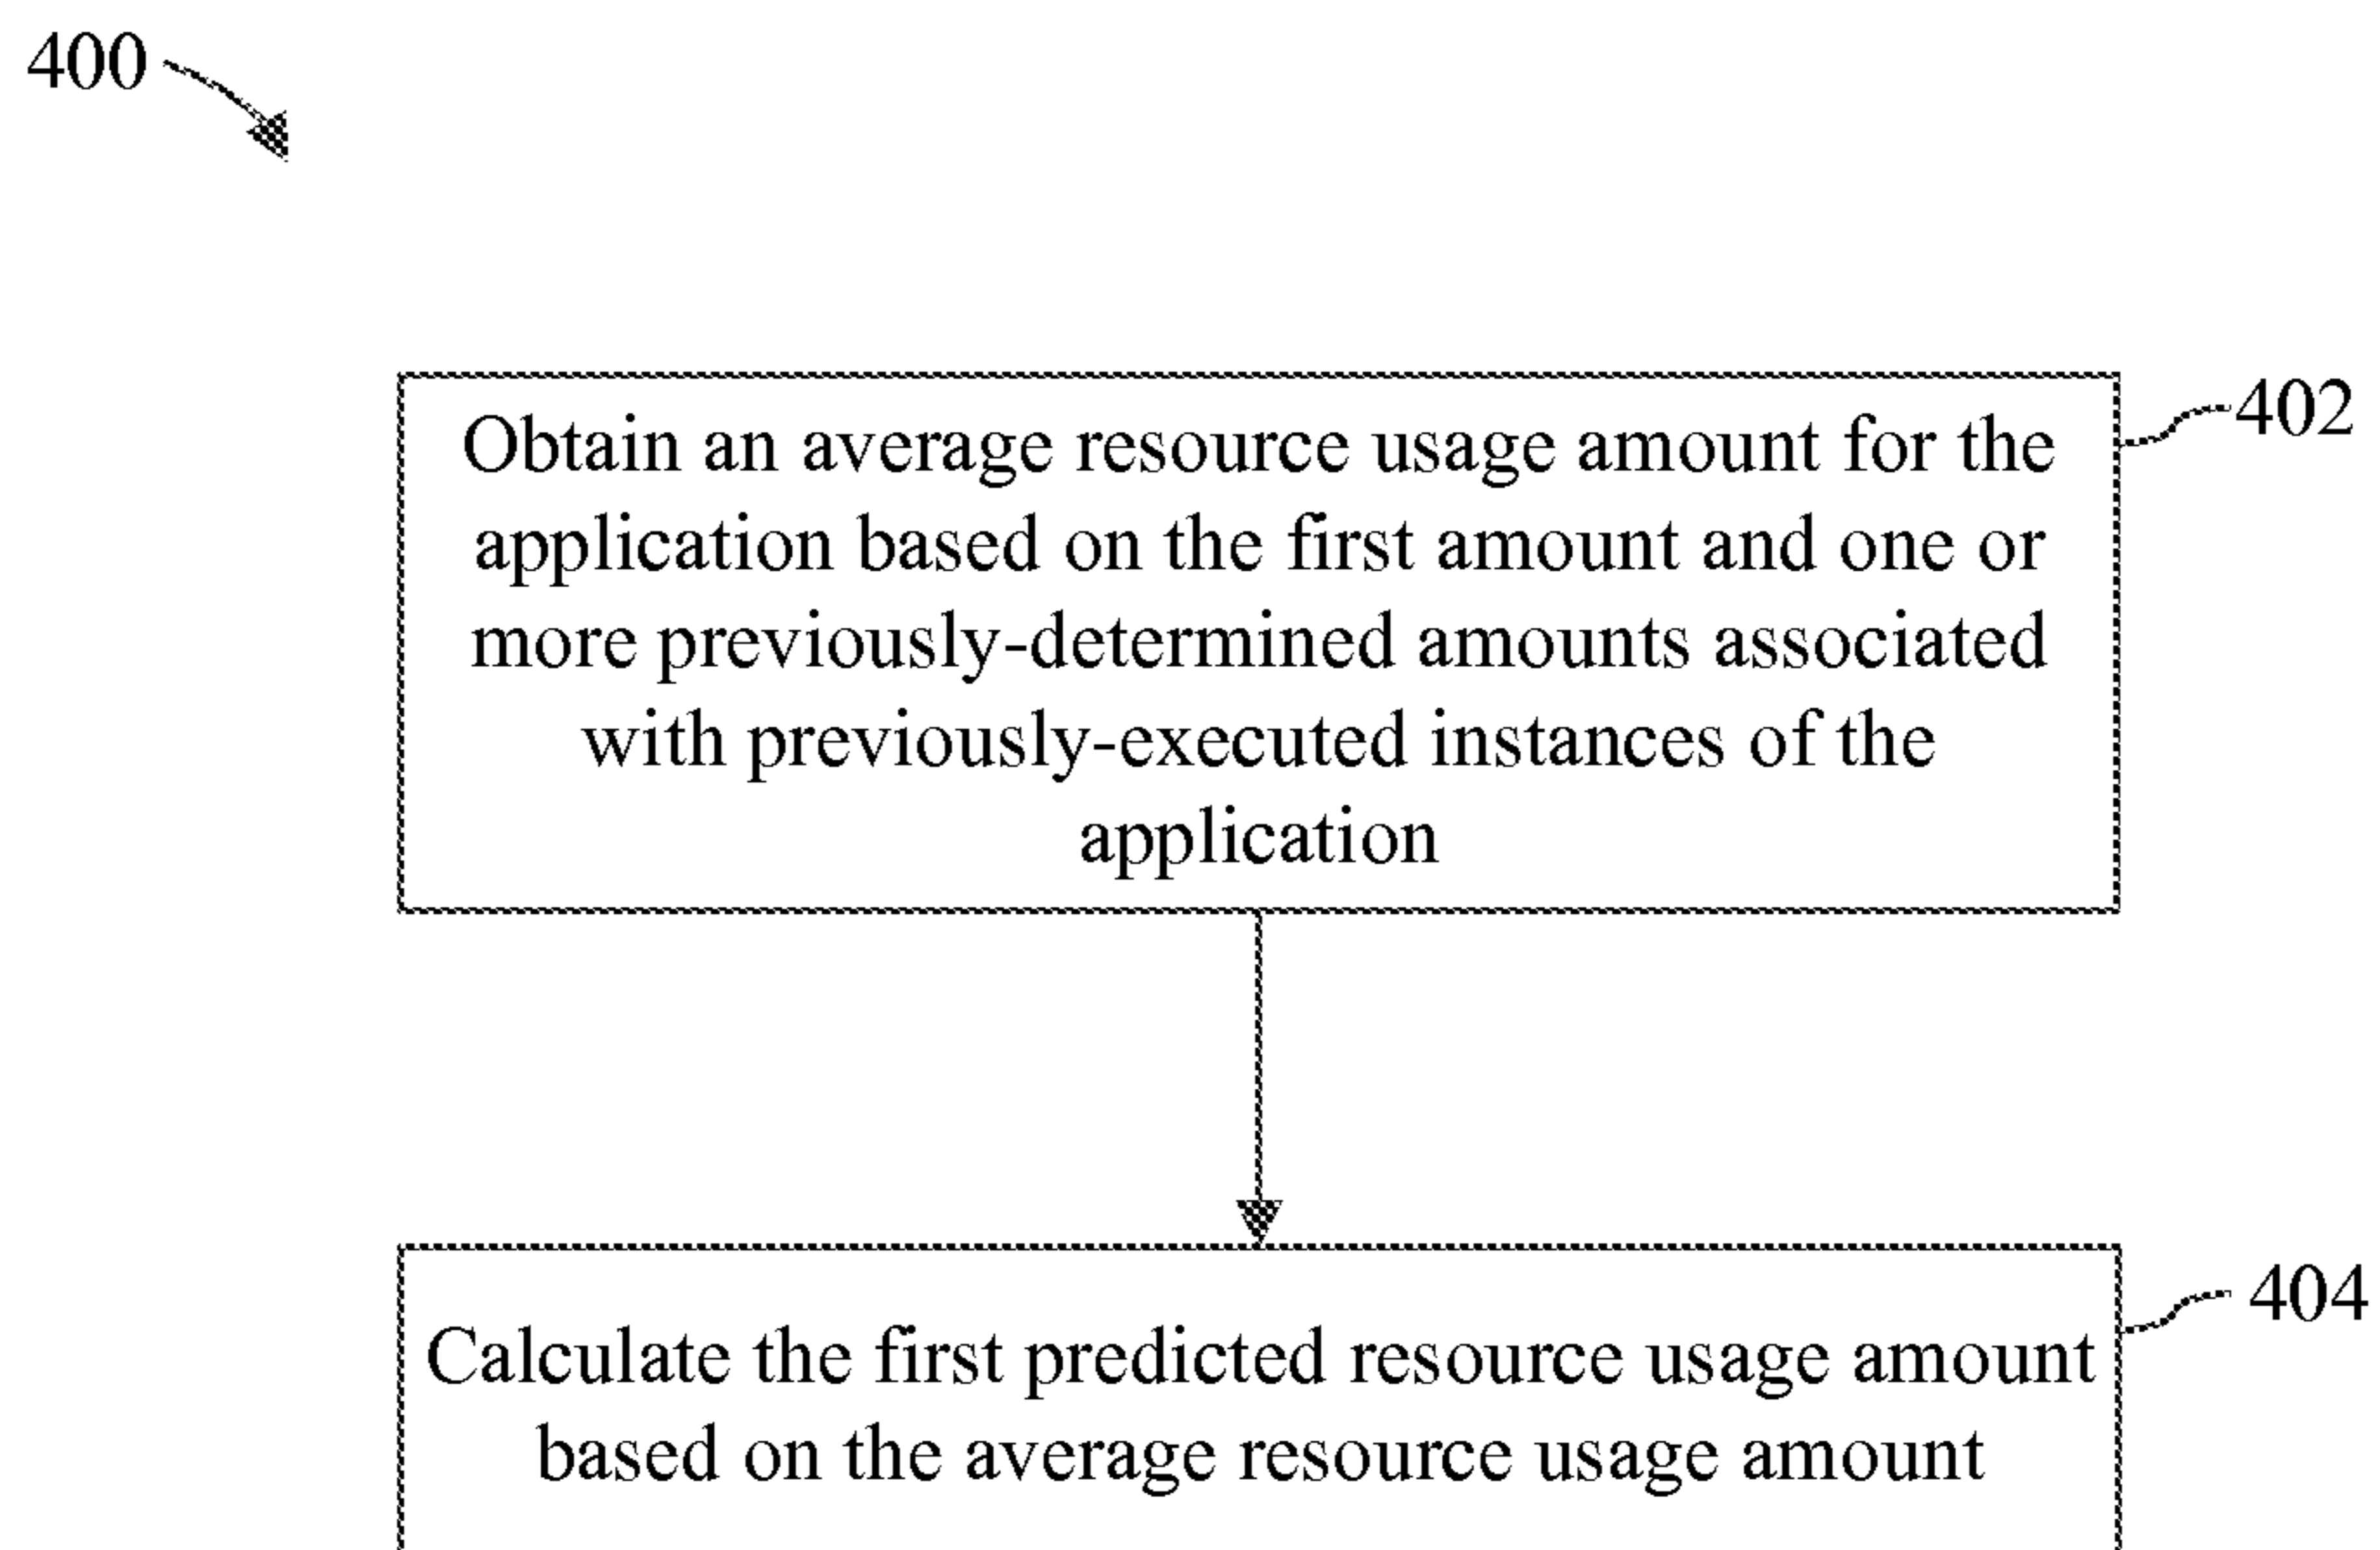 400
402
Obtain an average resource usage amount for the
application based on the first amount and one or
more previously-determined amounts associated
with previously-executed instances of the
application
404
Calculate the first predicted resource usage amount
based on the average resource usage amount